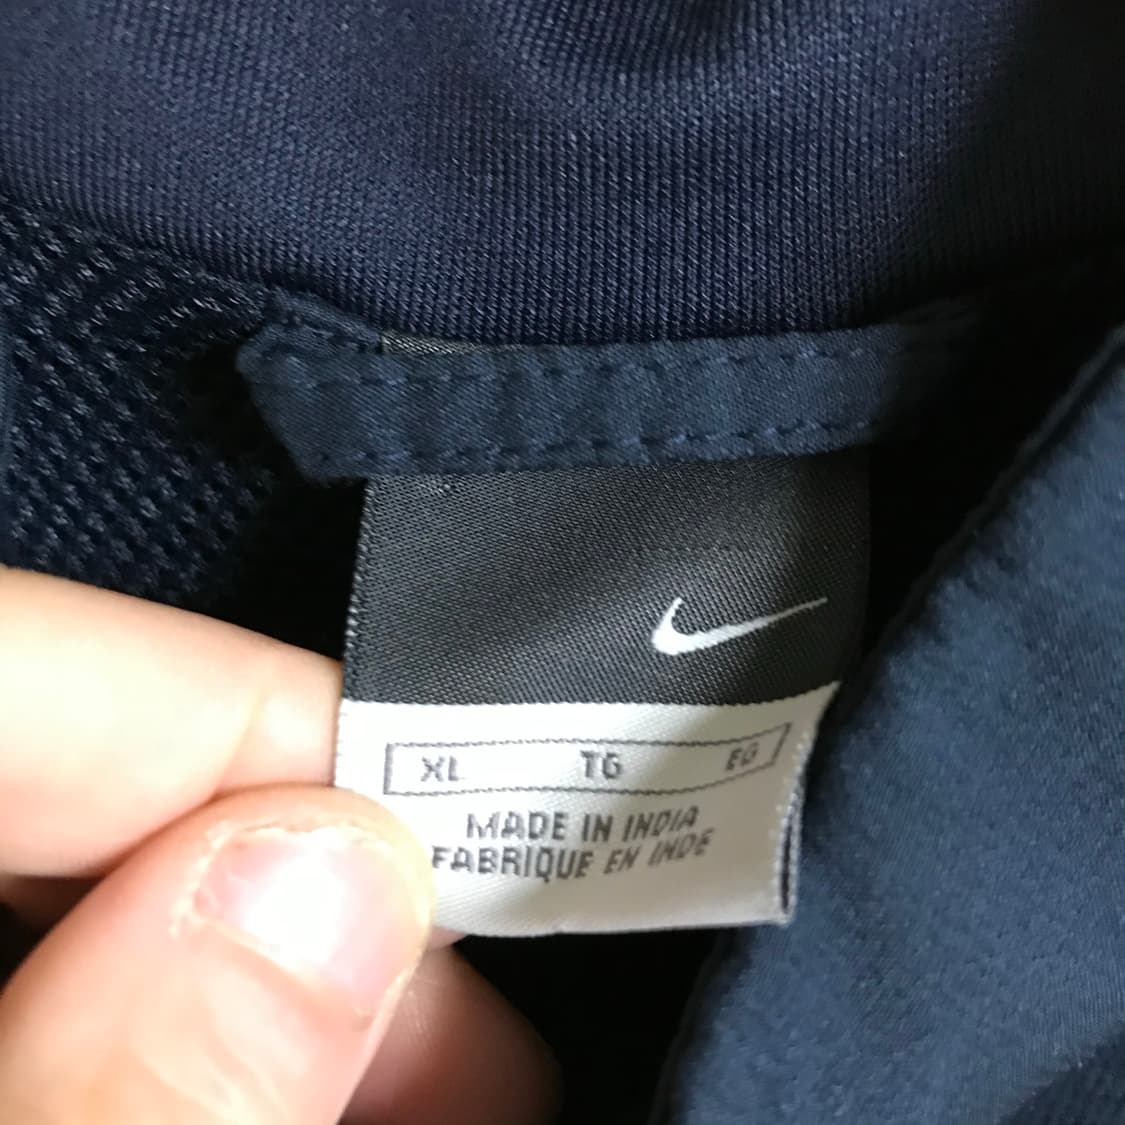 XL TG EG
MADE IN INDIA
FABRIQUE EN INDE